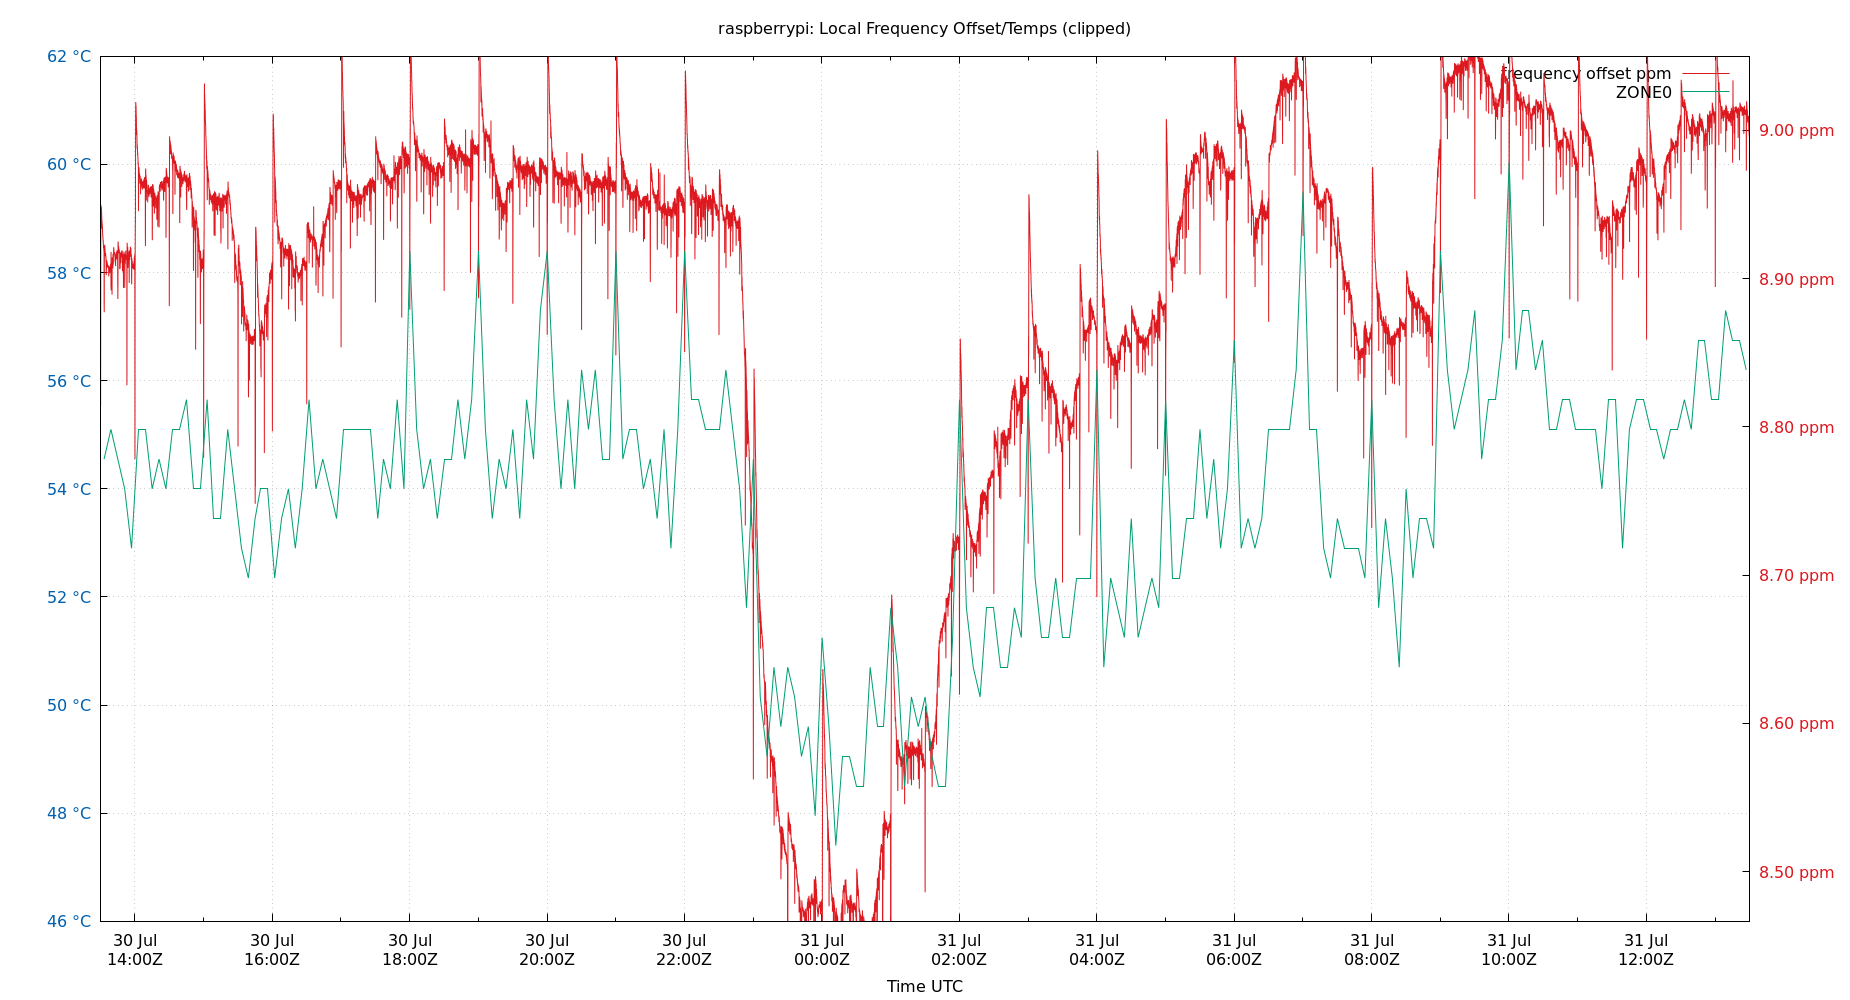 raspberrypi: Local Frequency Offset/Temps (clipped)
62 °C
60 °C
58 °C
56 °C
54 °C
52 °C
50 °C
48 °C
46 °C
frequency offset ppm
ZONE0
9.00 ppm
8.90 ppm
8.80 ppm
8.70 ppm
8.60 ppm
8.50 ppm
30 Jul 30 Jul 30 Jul 30 Jul 30 Jul 31 Jul 31 Jul 31 Jul 31 Jul 31 Jul 31 Jul 31 Jul
14:00Z 16:00Z 18:00Z 20:00Z 22:00Z 00:00Z 02:00Z 04:00Z 06:00Z 08:00Z 10:00Z 12:00Z
Time UTC